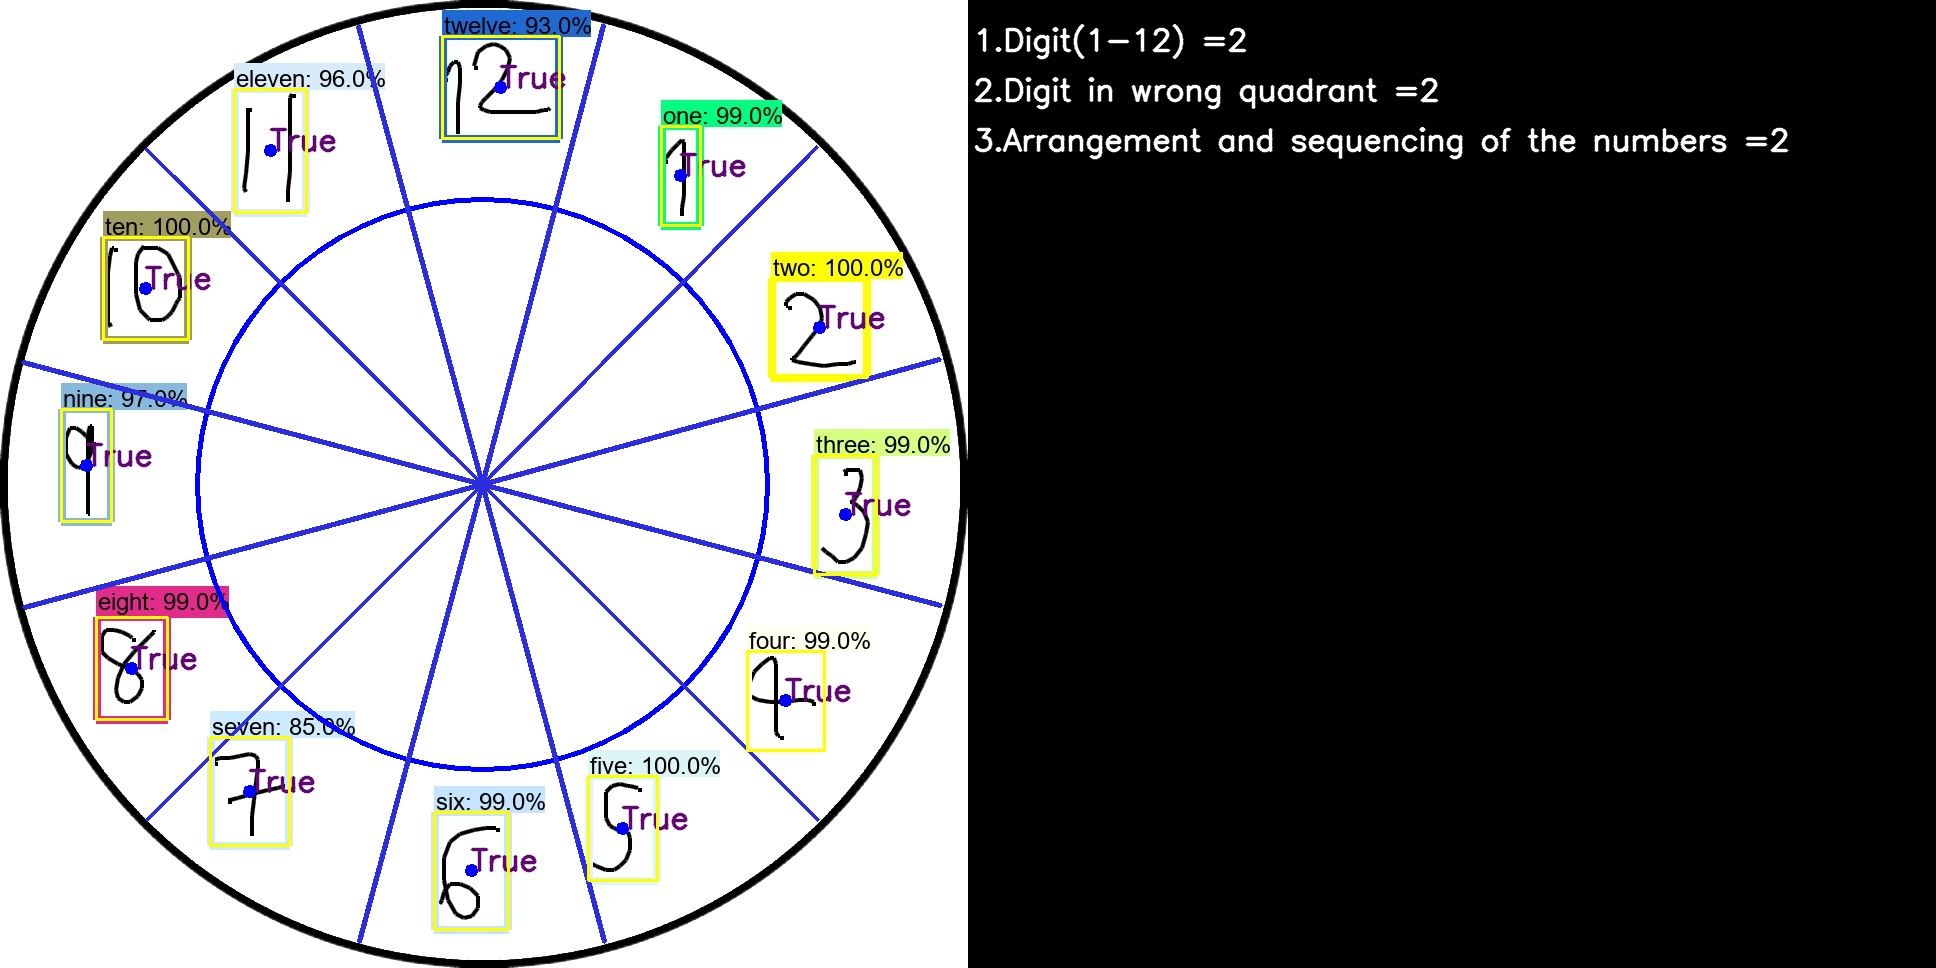 twelve: 93.0%
12
True
eleven: 96.0%
11
True
one: 99.0%
1
True
ten: 100.0%
10
True
two: 100.0%
2
True
nine: 97.0%
9
True
three: 99.0%
3
True
eight: 99.0%
8
True
four: 99.0%
4
True
seven: 85.0%
7
True
five: 100.0%
5
True
six: 99.0%
6
True
1.Digit(1-12) =2
2.Digit in wrong quadrant =2
3.Arrangement and sequencing of the numbers =2